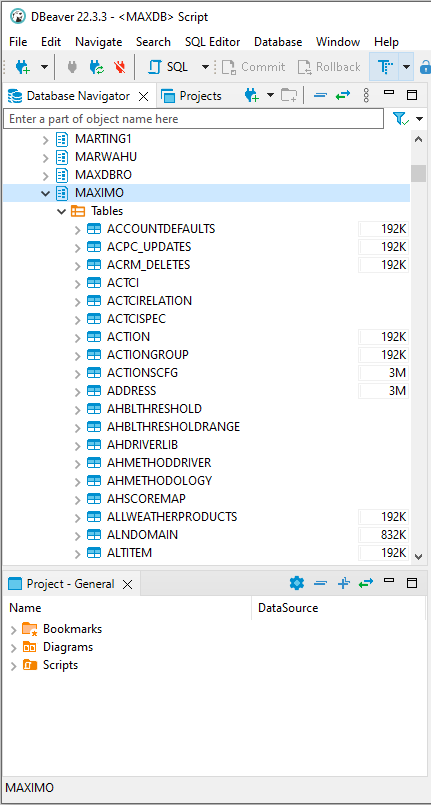 DBeaver 22.3.3 - <MAXDB> Script
File Edit Navigate Search SQL Editor Database Window Help
SQL Commit Rollback T
Database Navigator Projects
Enter a part of object name here
MARTING1
MARWAHU
MAXDBRO
MAXIMO
Tables
ACCOUNTDEFAULTS 192K
ACPC_UPDATES 192K
ACRM_DELETES 192K
ACTCI
ACTCIRELATION
ACTCISPEC
ACTION 192K
ACTIONGROUP 192K
ACTIONSCFG 3M
ADDRESS 3M
AHBLTHRESHOLD
AHBLTHRESHOLDRANGE
AHDRIVERLIB
AHMETHODDRIVER
AHMETHODOLOGY
AHSCOREMAP
ALLWEATHERPRODUCTS 192K
ALNDOMAIN 832K
ALTITEM 192K
Project - General
Name DataSource
Bookmarks
Diagrams
Scripts
MAXIMO